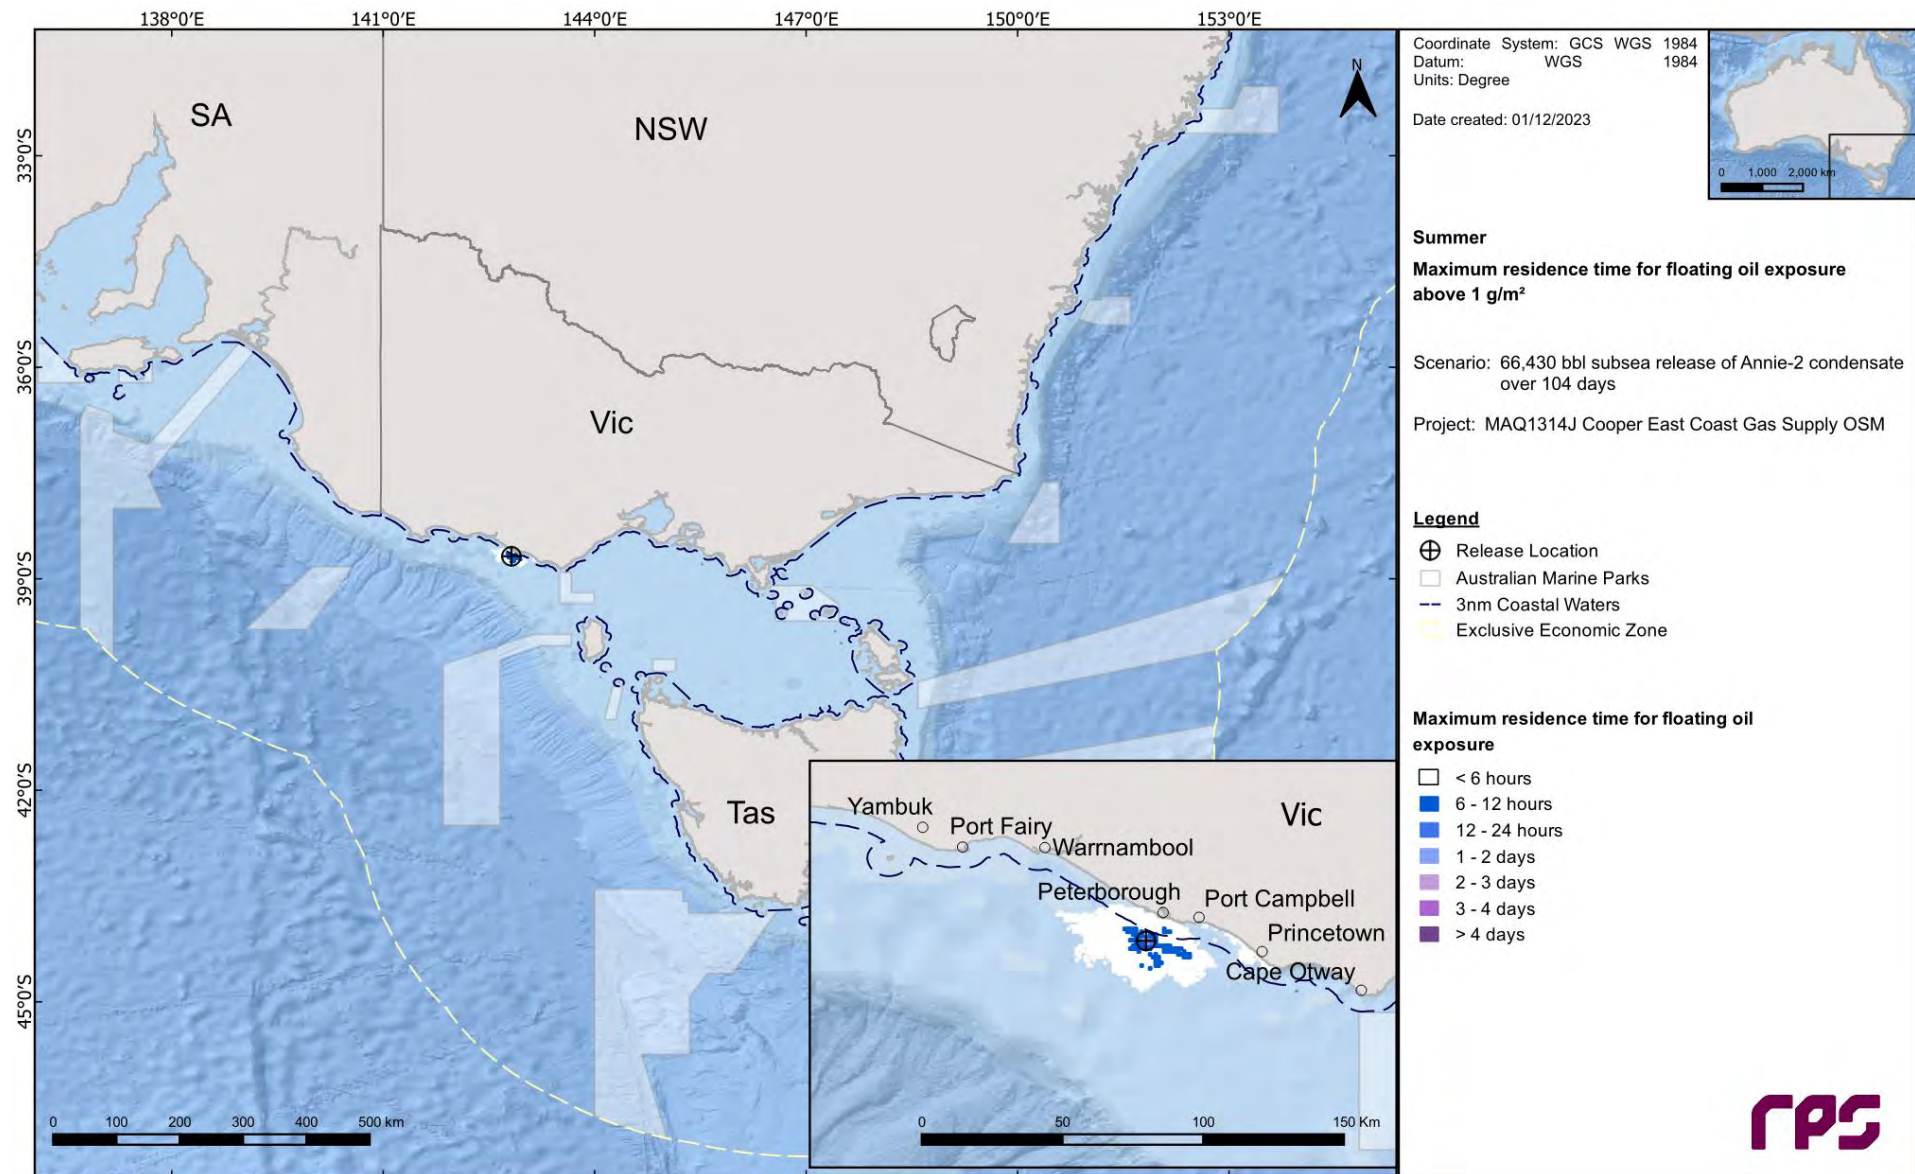 138°0'E 141°0'E 144°0'E 147°0'E 150°0'E 153°0'E
33°0'S
36°0'S
39°0'S
42°0'S
45°0'S
SA
NSW
Vic
Tas
N
0 100 200 300 400 500 km
Yambuk
Port Fairy
Warrnambool
Vic
Peterborough
Port Campbell
Princetown
Cape Otway
0 50 100 150 Km
Coordinate System: GCS WGS 1984
Datum: WGS 1984
Units: Degree
Date created: 01/12/2023
0 1,000 2,000 km
Summer
Maximum residence time for floating oil exposure
above 1 g/m²
Scenario: 66,430 bbl subsea release of Annie-2 condensate
over 104 days
Project: MAQ1314J Cooper East Coast Gas Supply OSM
Legend
Release Location
Australian Marine Parks
3nm Coastal Waters
Exclusive Economic Zone
Maximum residence time for floating oil
exposure
< 6 hours
6 - 12 hours
12 - 24 hours
1 - 2 days
2 - 3 days
3 - 4 days
> 4 days
rps